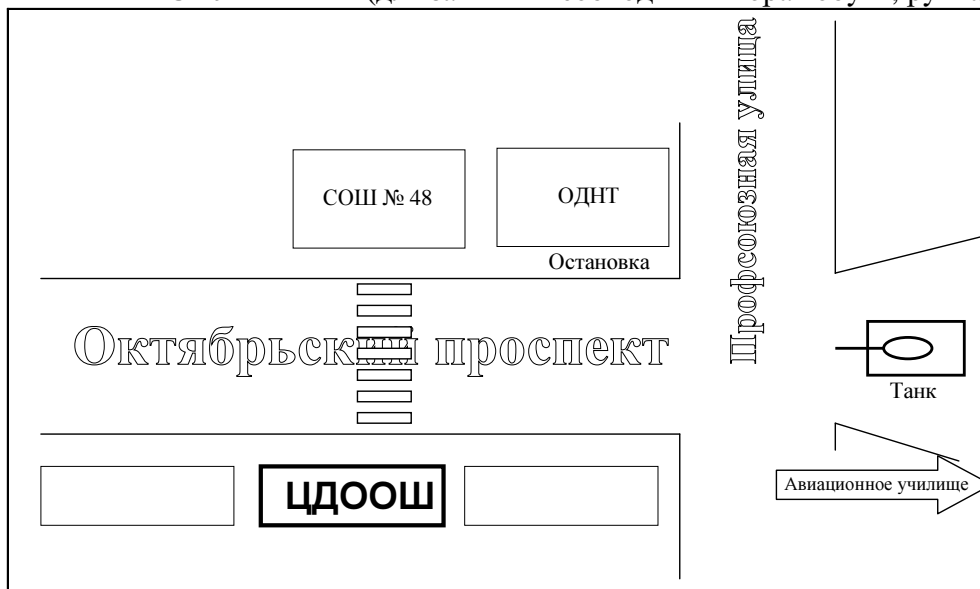 Профсоюзная улица
СОШ № 48
ОДНТ
Остановка
Октябрьский проспект
Танк
ЦДООШ
Авиационное училище